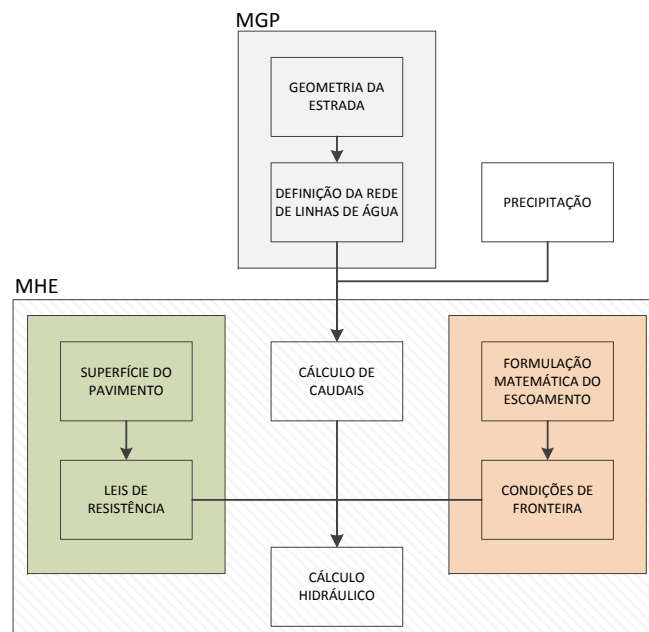 MGP
GEOMETRIA DA
ESTRADA
DEFINIÇÃO DA REDE
DE LINHAS DE ÁGUA
PRECIPITAÇÃO
MHE
SUPERFÍCIE DO
PAVIMENTO
CÁLCULO DE
CAUDAIS
FORMULAÇÃO
MATEMÁTICA DO
ESCOAMENTO
LEIS DE
RESISTÊNCIA
CONDIÇÕES DE
FRONTEIRA
CÁLCULO
HIDRÁULICO